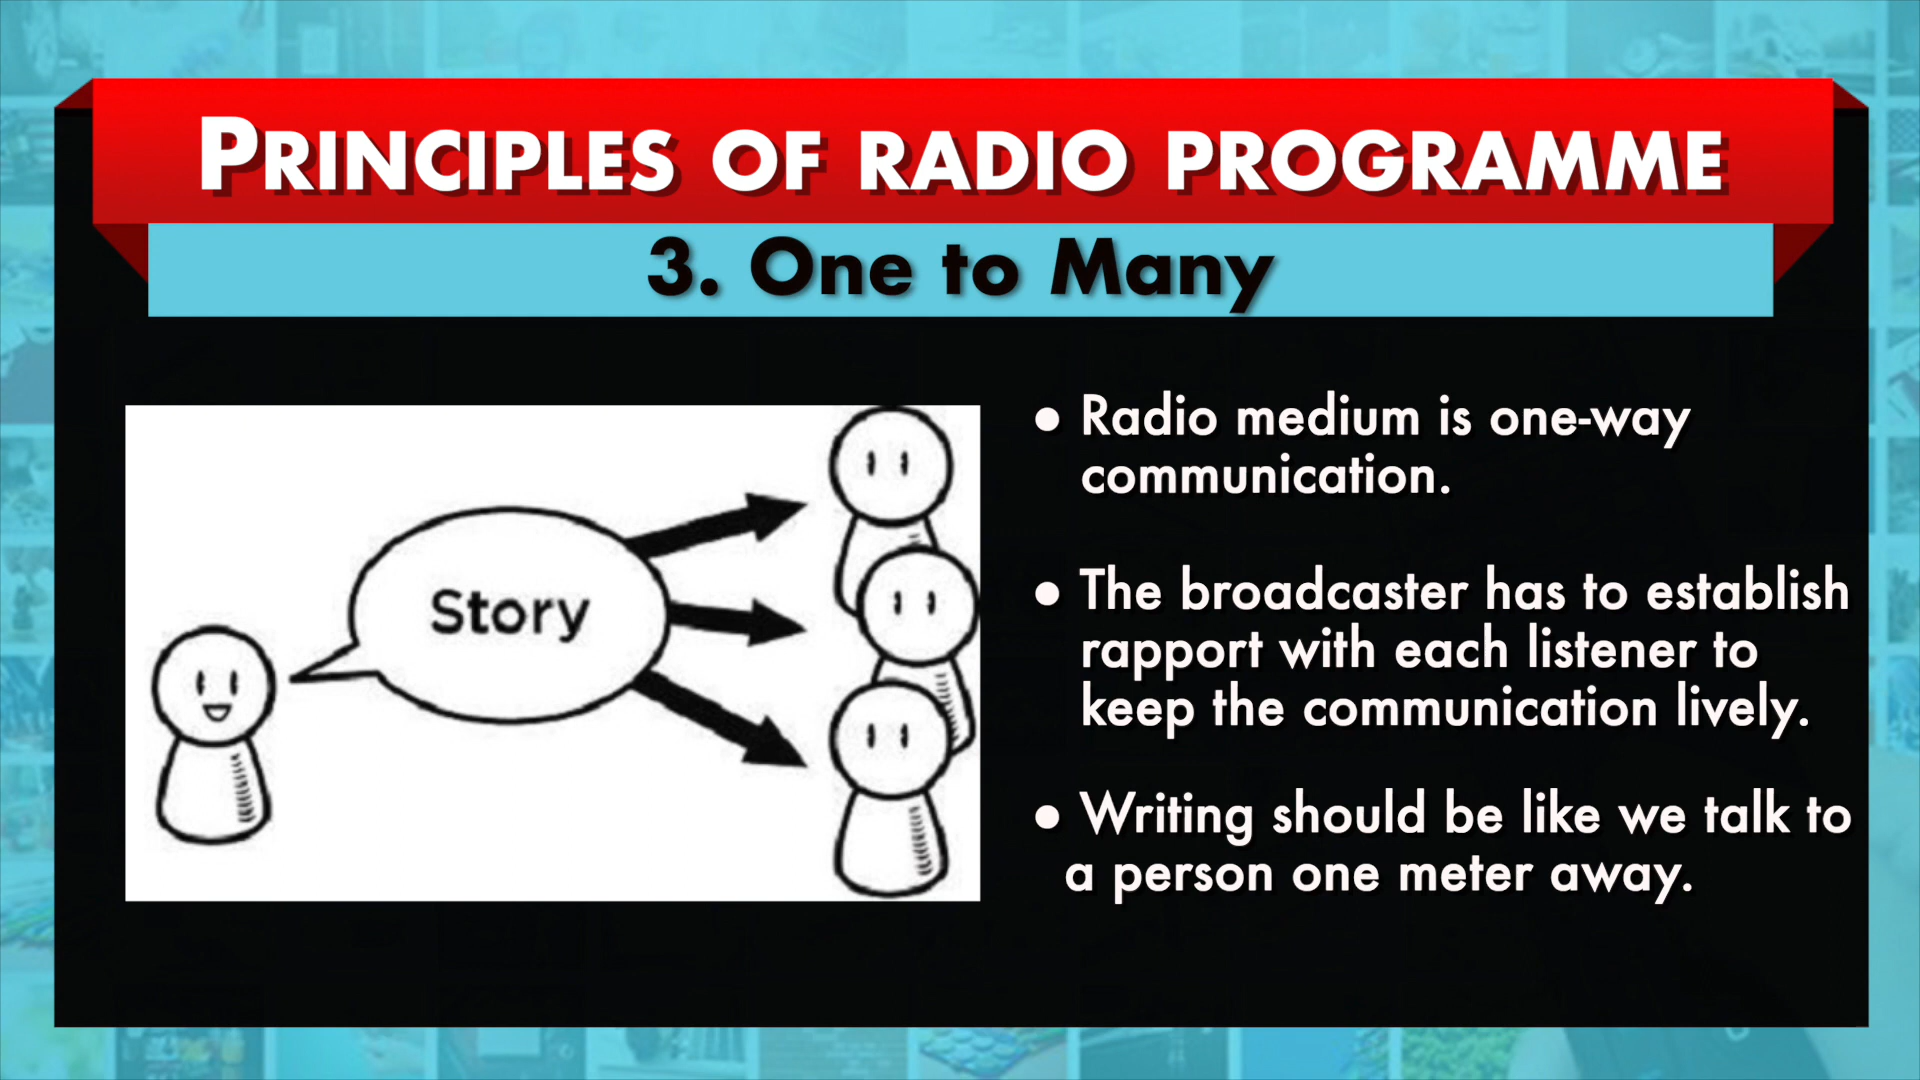 PRINCIPLES OF RADIO PROGRAMME
3. One to Many
Story
• Radio medium is one-way
communication.
• The broadcaster has to establish
rapport with each listener to
keep the communication lively.
• Writing should be like we talk to
a person one meter away.